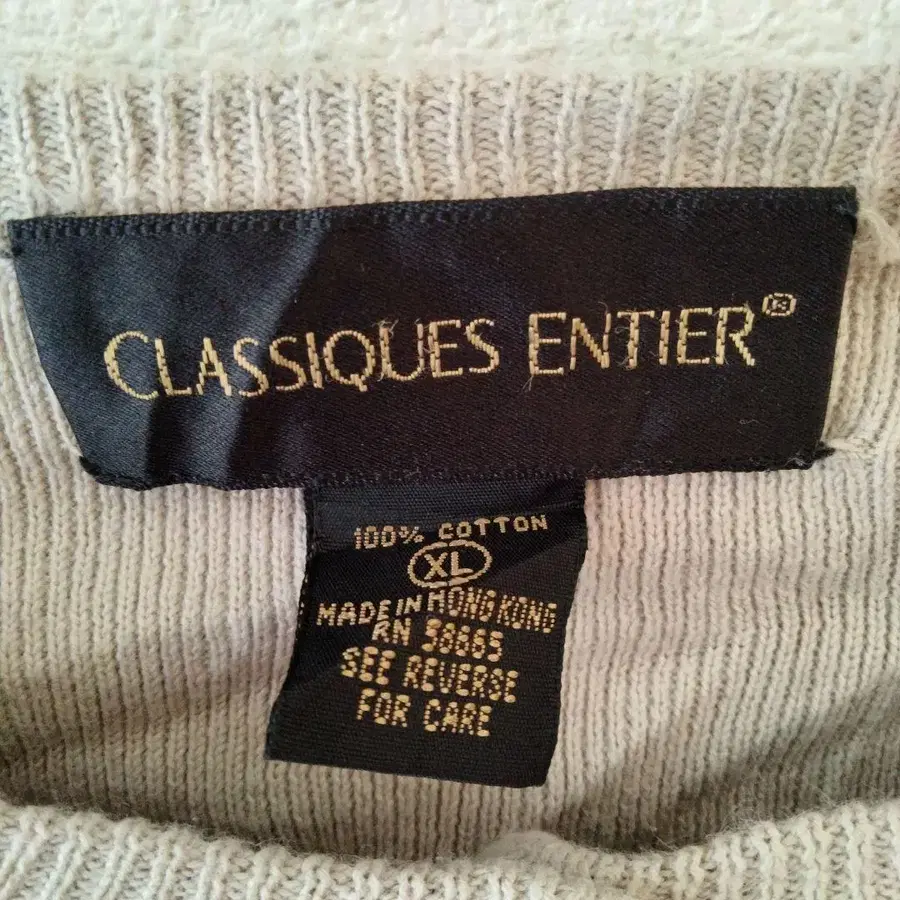 CLASSIQUES ENTIER®
100% COTTON
XL
MADE IN HONG KONG
RN 58865
SEE REVERSE
FOR CARE